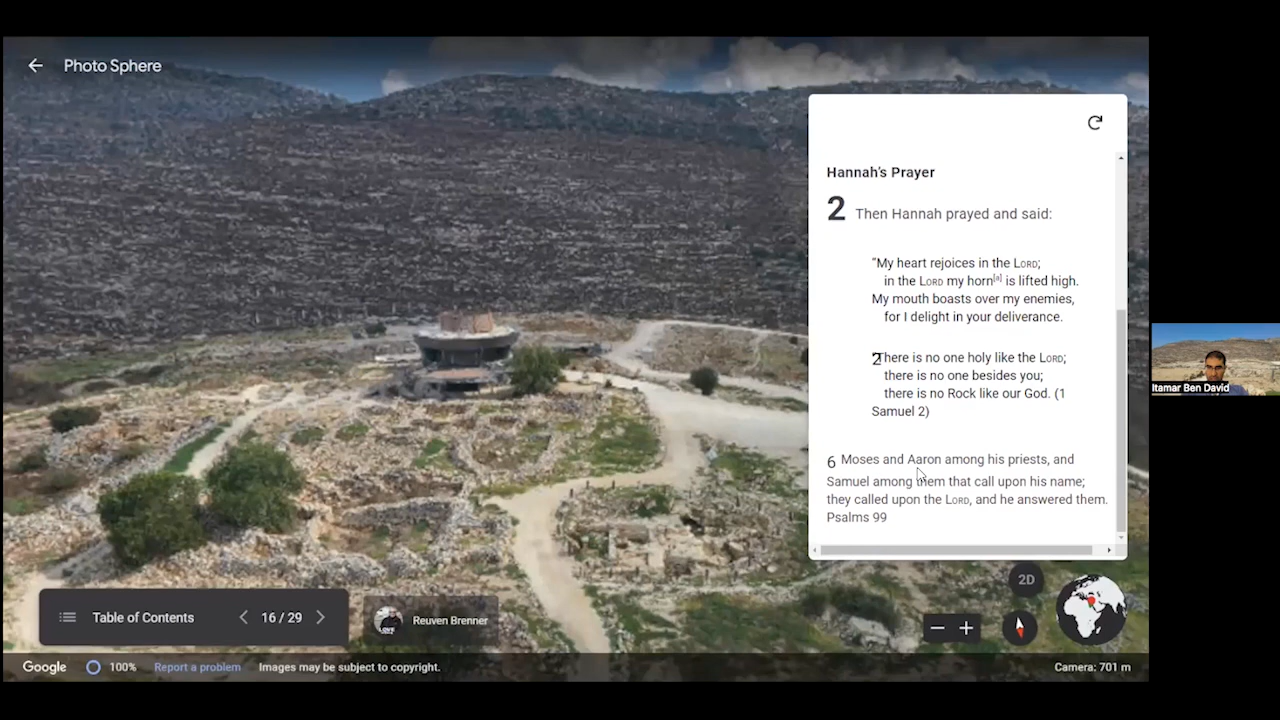 Photo Sphere
Hannah's Prayer
2 Then Hannah prayed and said:
“My heart rejoices in the LORD;
in the LORD my horn[a] is lifted high.
My mouth boasts over my enemies,
for I delight in your deliverance.
2There is no one holy like the LORD;
there is no one besides you;
there is no Rock like our God. (1
Samuel 2)
6 Moses and Aaron among his priests, and
Samuel among them that call upon his name;
they called upon the LORD, and he answered them.
Psalms 99
Itamar Ben David
2D
Table of Contents
16 / 29
LOVE
Reuven Brenner
Google
100%
Report a problem
Images may be subject to copyright.
Camera: 701 m